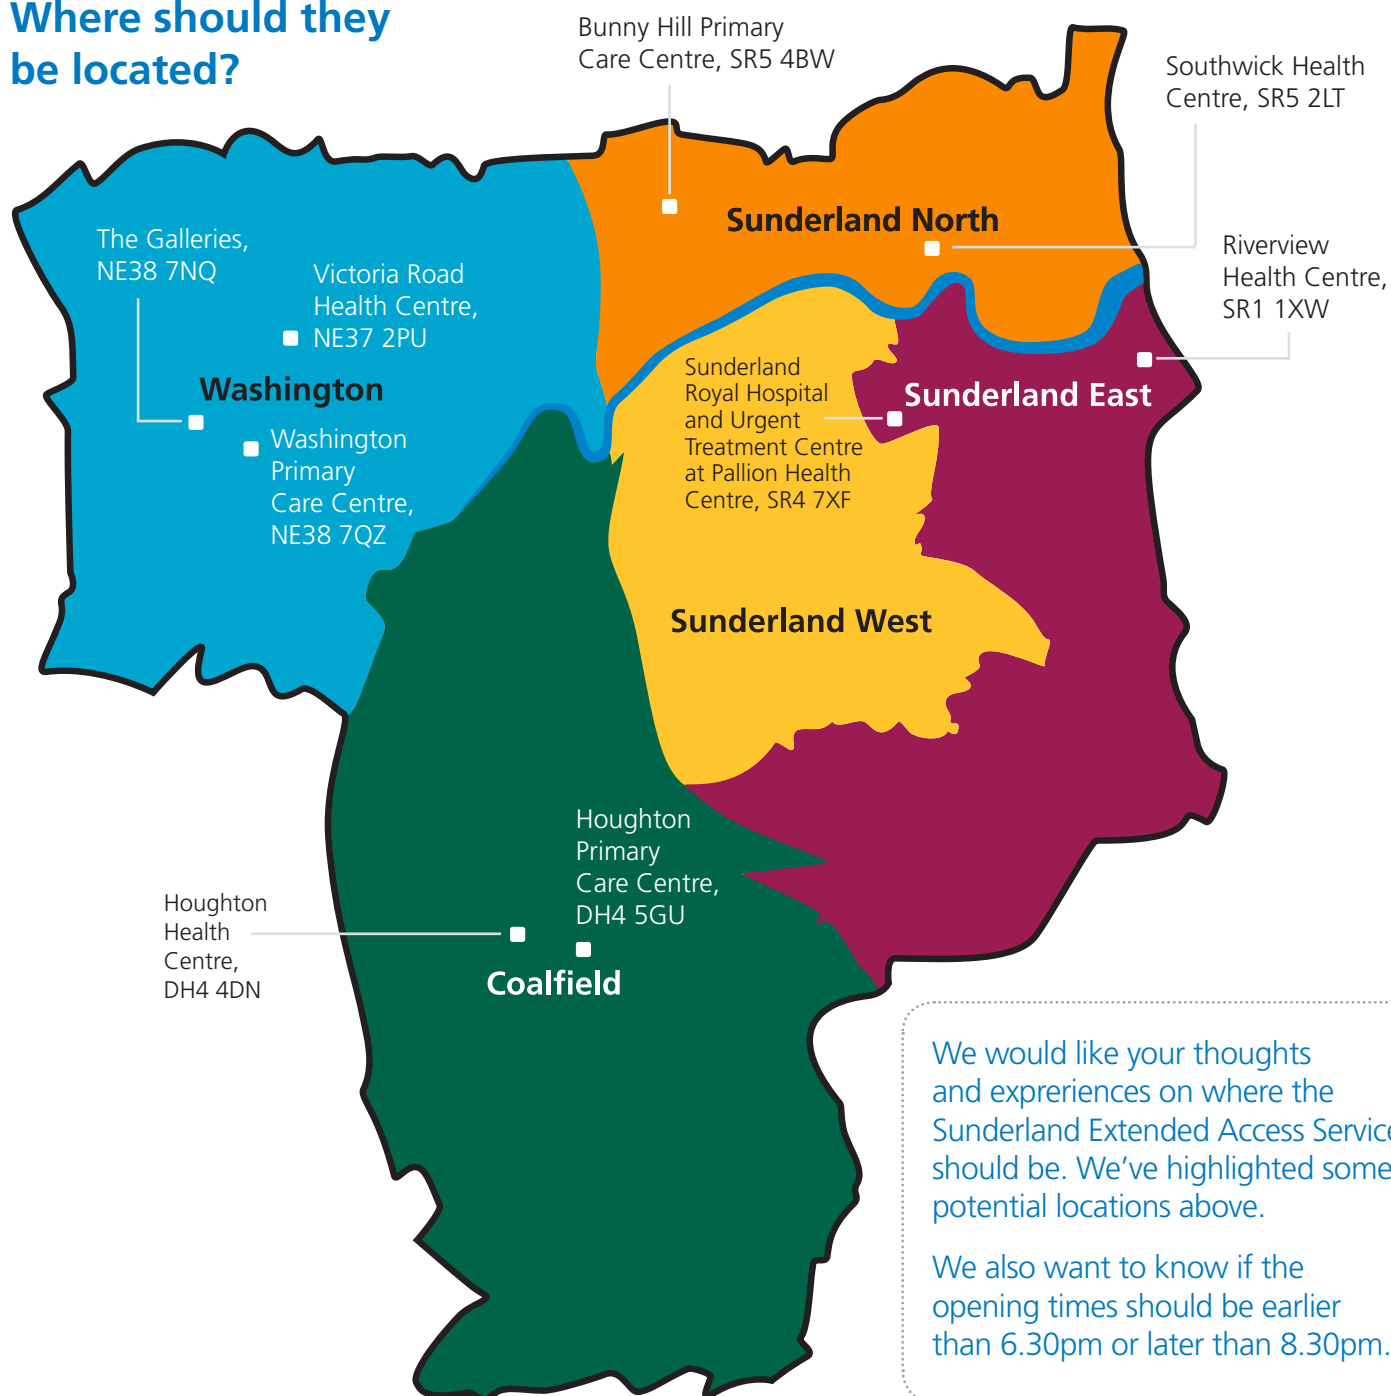 Where should they
be located?
Bunny Hill Primary
Care Centre, SR5 4BW
Southwick Health
Centre, SR5 2LT
Sunderland North
The Galleries,
NE38 7NQ
Victoria Road
Health Centre,
NE37 2PU
Riverview
Health Centre,
SR1 1XW
Washington
Sunderland
Royal Hospital
and Urgent
Treatment Centre
at Pallion Health
Centre, SR4 7XF
Sunderland East
Washington
Primary
Care Centre,
NE38 7QZ
Sunderland West
Houghton
Primary
Care Centre,
DH4 5GU
Houghton
Health
Centre,
DH4 4DN
Coalfield
We would like your thoughts
and expreriences on where the
Sunderland Extended Access Service
should be. We’ve highlighted some
potential locations above.
We also want to know if the
opening times should be earlier
than 6.30pm or later than 8.30pm.